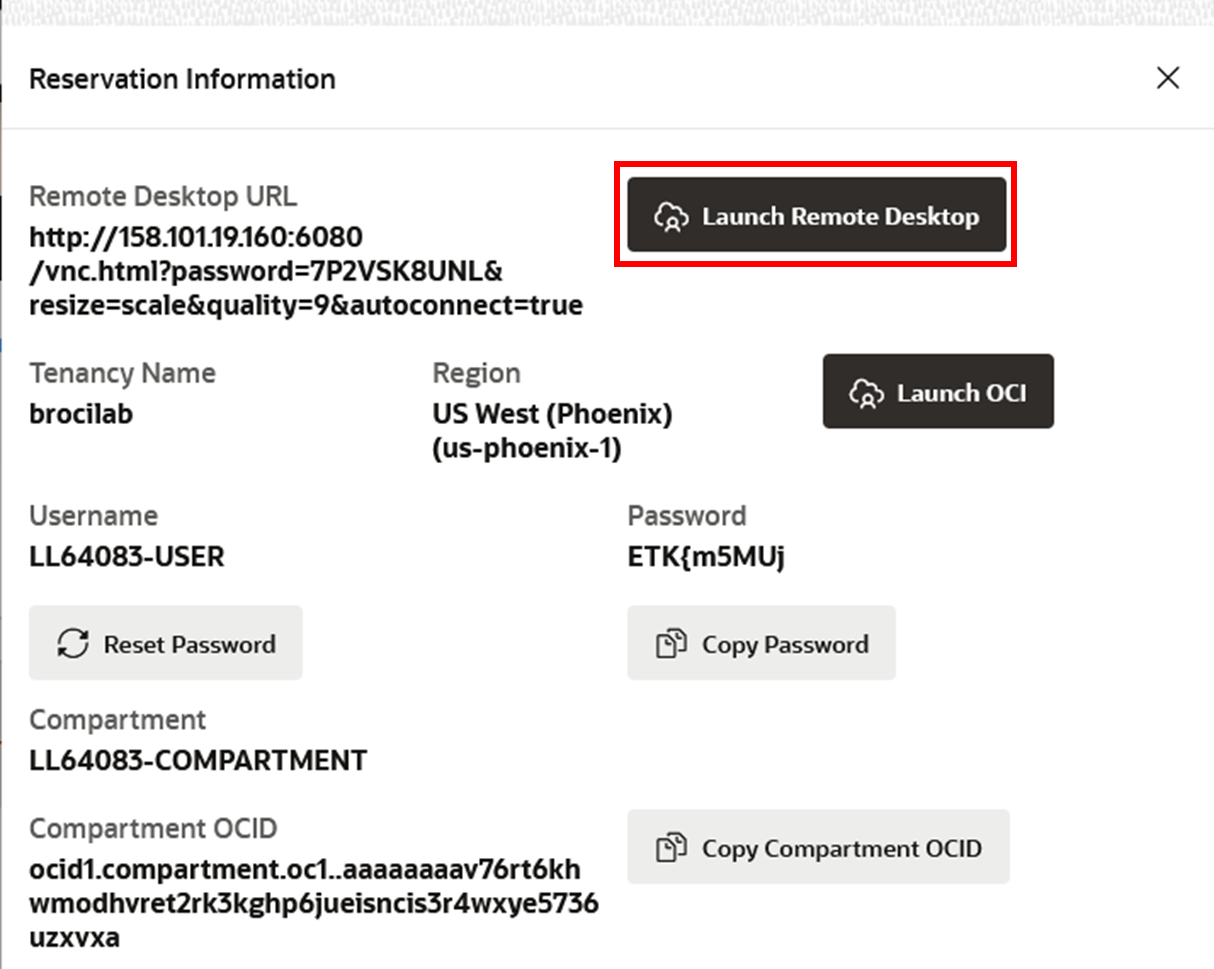 Reservation Information
Remote Desktop URL
http://158.101.19.160:6080
/vnc.html?password=7P2VSK8UNL&
resize=scale&quality=9&autoconnect=true
Launch Remote Desktop
Tenancy Name
brocilab
Region
US West (Phoenix)
(us-phoenix-1)
Launch OCI
Username
LL64083-USER
Password
ETK{m5MUj
Reset Password
Copy Password
Compartment
LL64083-COMPARTMENT
Compartment OCID
ocid1.compartment.oc1..aaaaaaaav76rt6kh
wmodhvret2rk3kghp6jueisncis3r4wxye5736
uzxvxa
Copy Compartment OCID